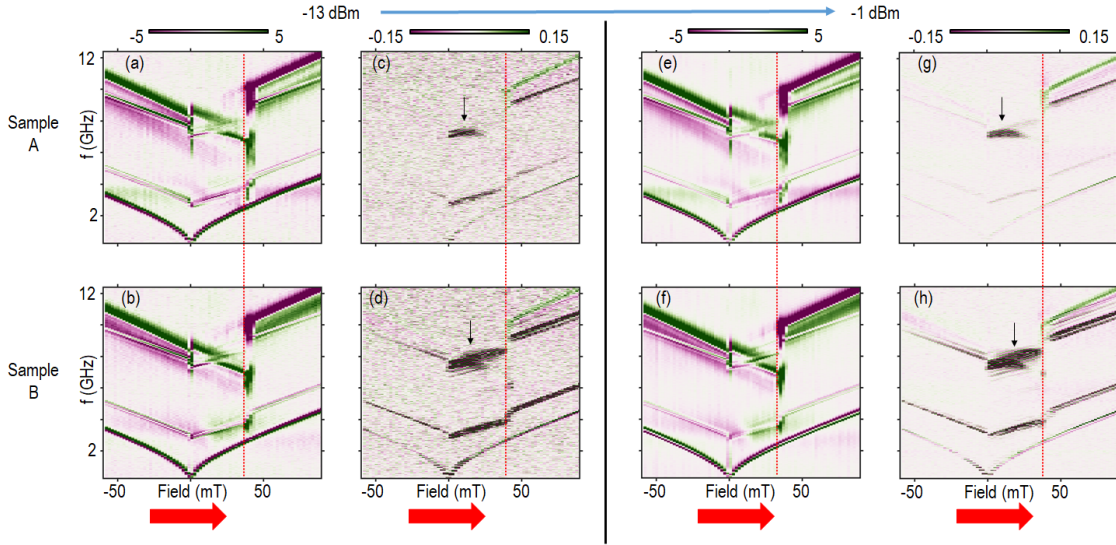 -13 dBm -1 dBm
-5 5 -0.15 0.15 -5 5 -0.15 0.15
12 (a) (c) (e) (g)
Sample
A
f (GHz)
2
12 (b) (d) (f) (h)
Sample
B
f (GHz)
2
-50 Field (mT) 50 -50 Field (mT) 50 -50 Field (mT) 50 -50 Field (mT) 50